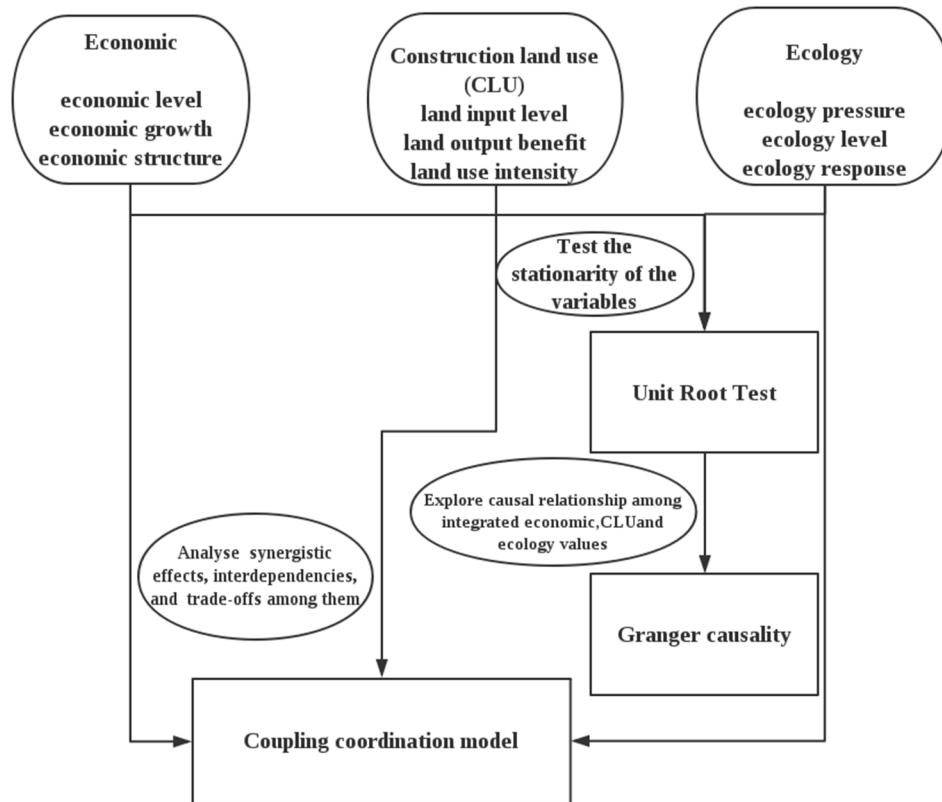 Economic
economic level
economic growth
economic structure
Construction land use
(CLU)
land input level
land output benefit
land use intensity
Ecology
ecology pressure
ecology level
ecology response
Test the
stationarity of the
variables
Unit Root Test
Explore causal relationship among
integrated economic,CLUand
ecology values
Analyse synergistic
effects, interdependencies,
and trade-offs among them
Granger causality
Coupling coordination model